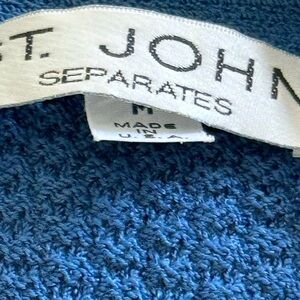 ST. JOHN
SEPARATES
M
MADE
IN
U.S.A.